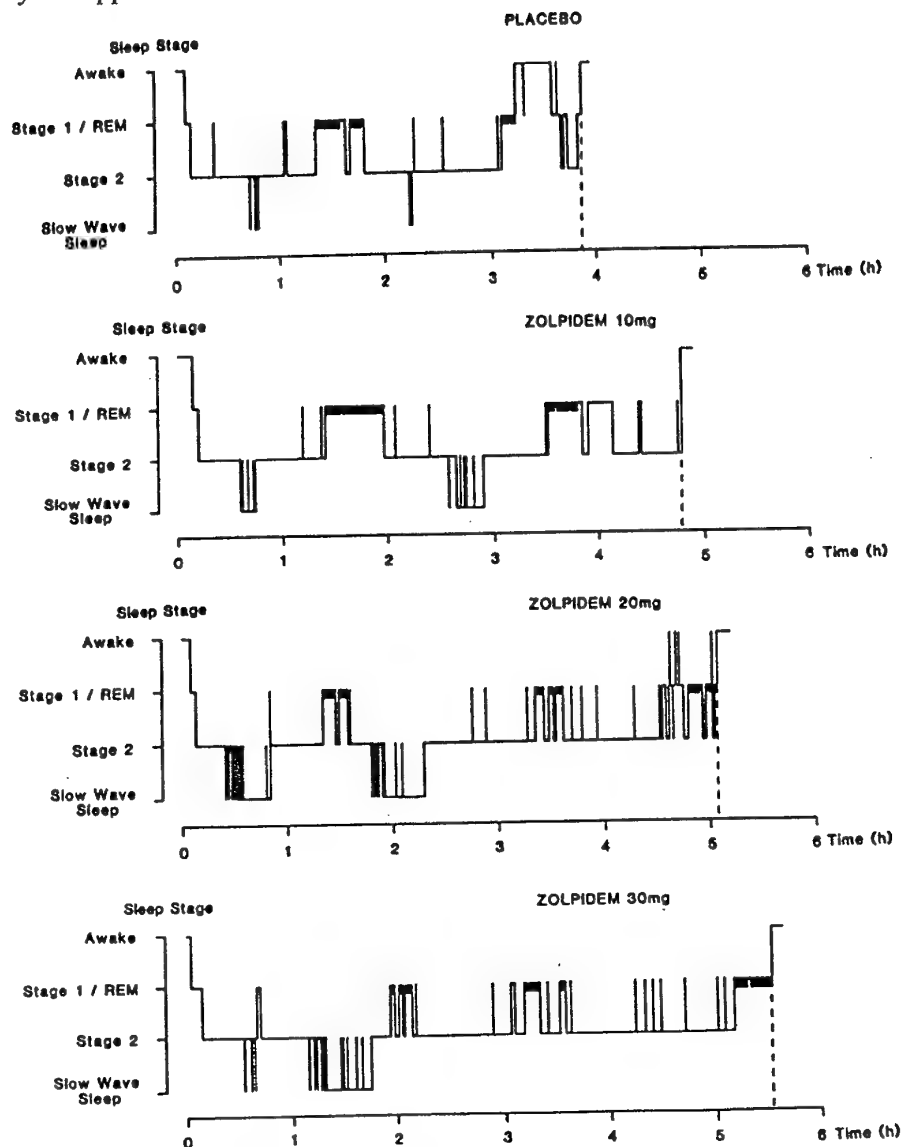 PLACEBO
Sleep Stage
Awake
Stage 1 / REM
Stage 2
Slow Wave
Sleep
0 1 2 3 4 5 6 Time (h)
ZOLPIDEM 10mg
Sleep Stage
Awake
Stage 1 / REM
Stage 2
Slow Wave
Sleep
0 1 2 3 4 5 6 Time (h)
ZOLPIDEM 20mg
Sleep Stage
Awake
Stage 1 / REM
Stage 2
Slow Wave
Sleep
0 1 2 3 4 5 6 Time (h)
ZOLPIDEM 30mg
Sleep Stage
Awake
Stage 1 / REM
Stage 2
Slow Wave
Sleep
0 1 2 3 4 5 6 Time (h)